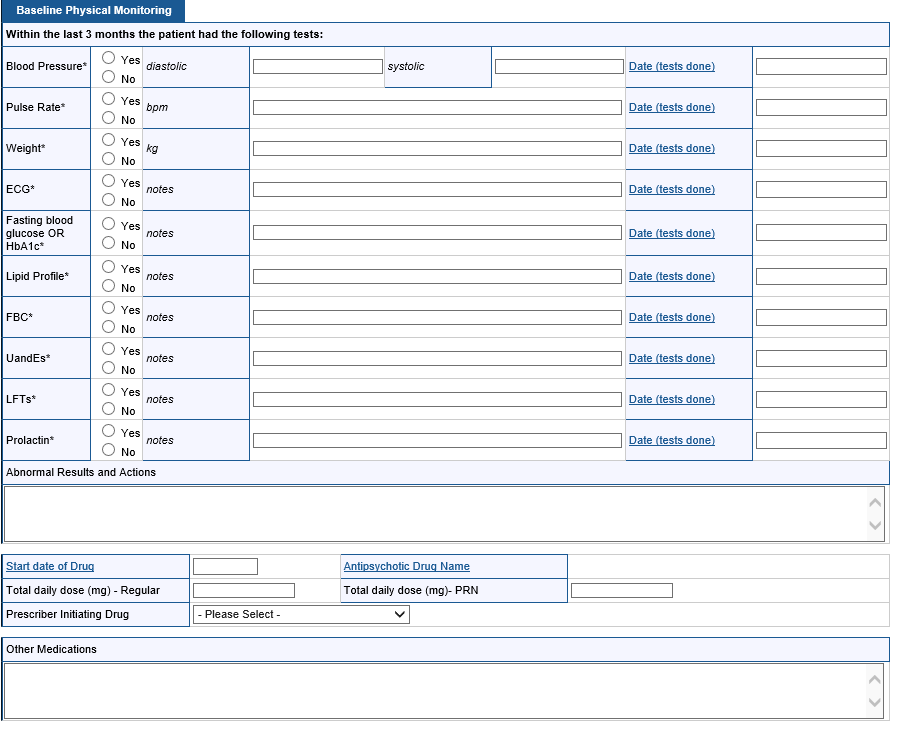 Baseline Physical Monitoring
Within the last 3 months the patient had the following tests:
Blood Pressure* Yes No diastolic systolic Date (tests done)
Pulse Rate* Yes No bpm Date (tests done)
Weight* Yes No kg Date (tests done)
ECG* Yes No notes Date (tests done)
Fasting blood glucose OR HbA1c* Yes No notes Date (tests done)
Lipid Profile* Yes No notes Date (tests done)
FBC* Yes No notes Date (tests done)
UandEs* Yes No notes Date (tests done)
LFTs* Yes No notes Date (tests done)
Prolactin* Yes No notes Date (tests done)
Abnormal Results and Actions
Start date of Drug Antipsychotic Drug Name
Total daily dose (mg) - Regular Total daily dose (mg)- PRN
Prescriber Initiating Drug - Please Select -
Other Medications